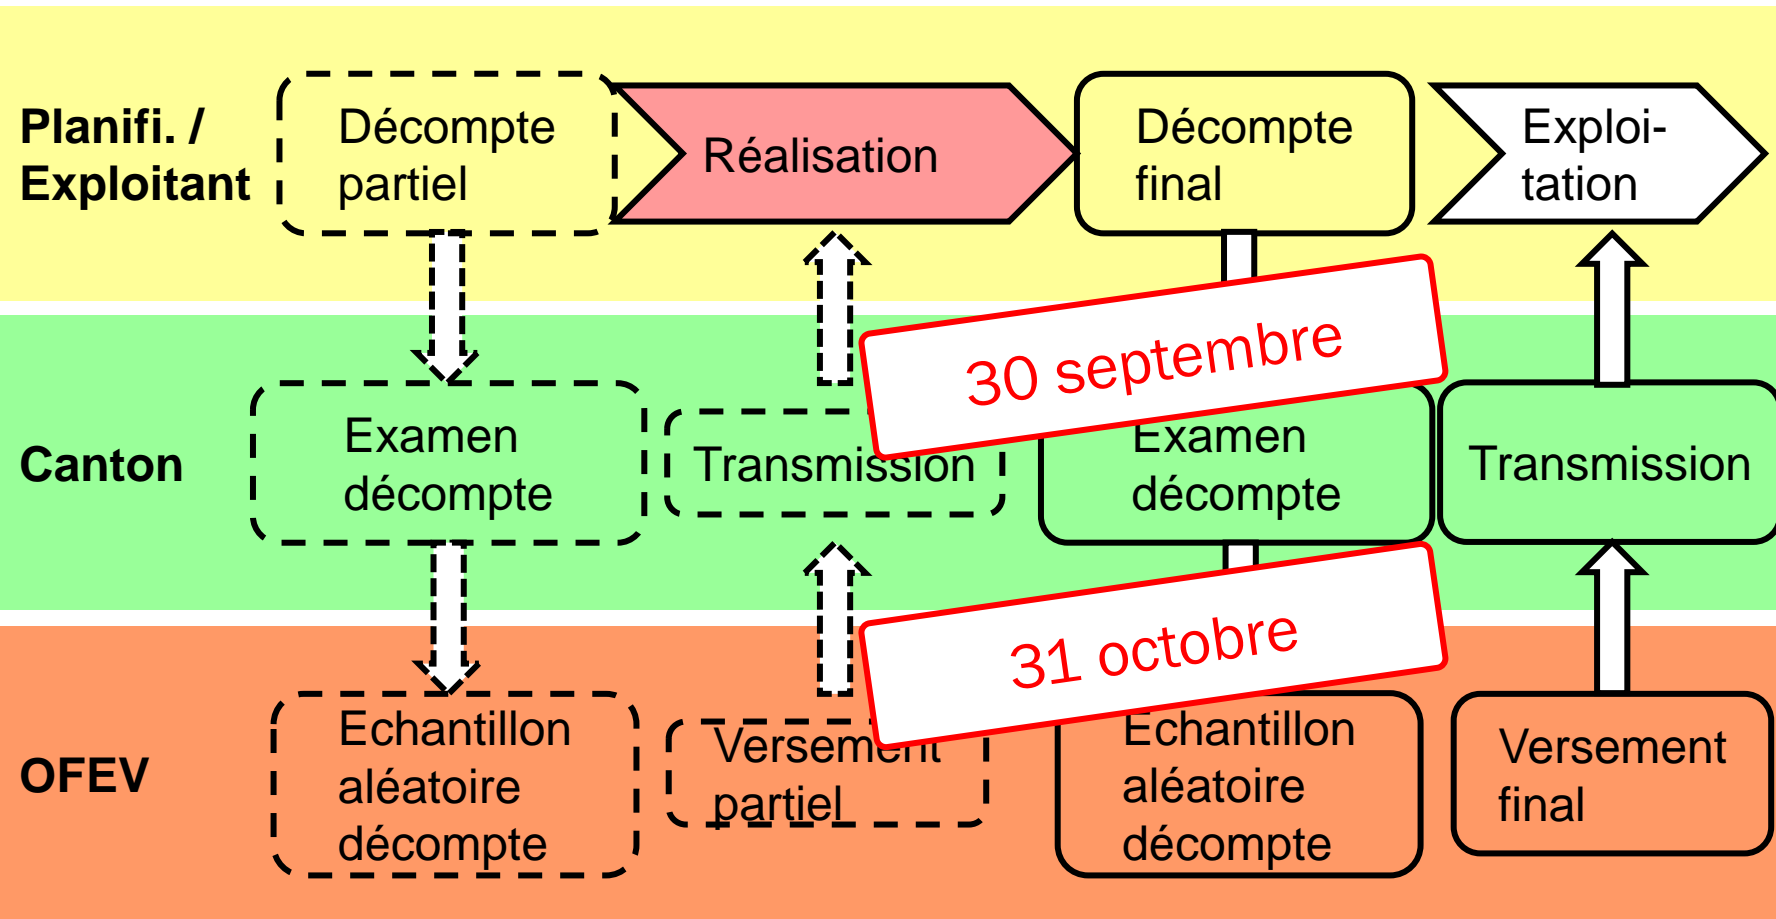 Planifi. /
Exploitant
Décompte
partiel
Réalisation
Décompte
final
Exploi-
tation
30 septembre
Canton
Examen
décompte
Transmission
Examen
décompte
Transmission
31 octobre
OFEV
Echantillon
aléatoire
décompte
Versement
partiel
Echantillon
aléatoire
décompte
Versement
final